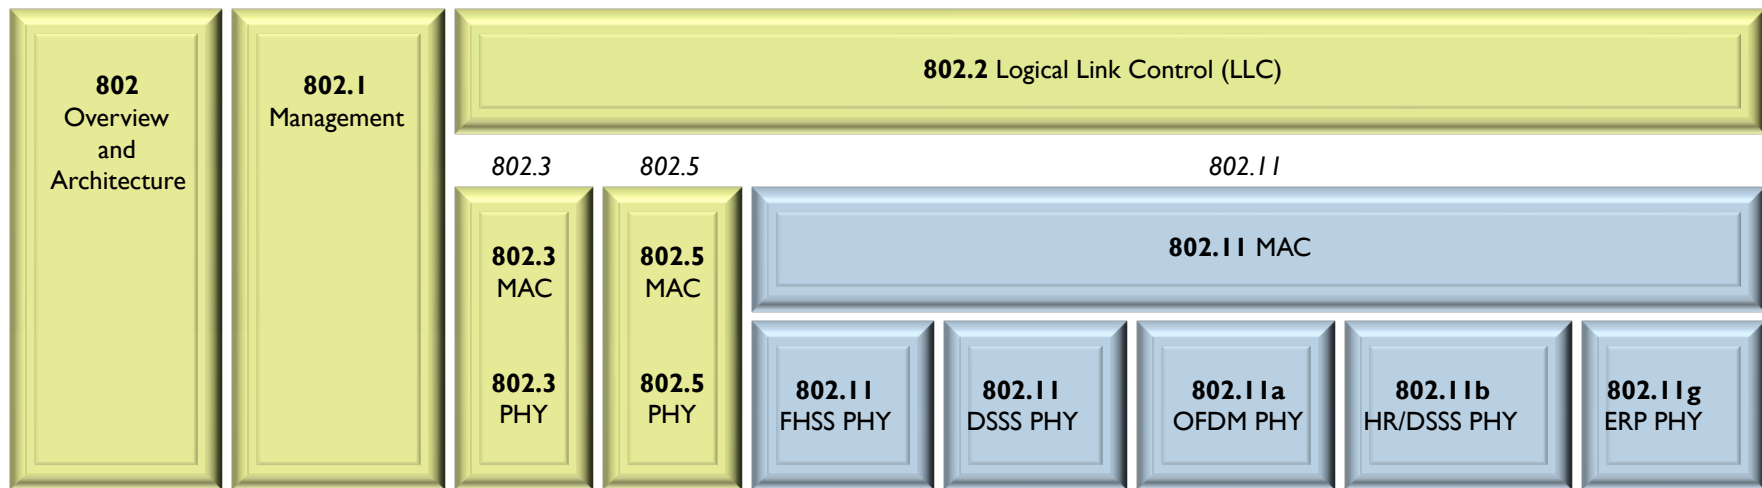 802
Overview
and
Architecture
802.1
Management
802.2 Logical Link Control (LLC)
802.3
802.5
802.11
802.3
MAC
802.3
PHY
802.5
MAC
802.5
PHY
802.11 MAC
802.11
FHSS PHY
802.11
DSSS PHY
802.11a
OFDM PHY
802.11b
HR/DSSS PHY
802.11g
ERP PHY